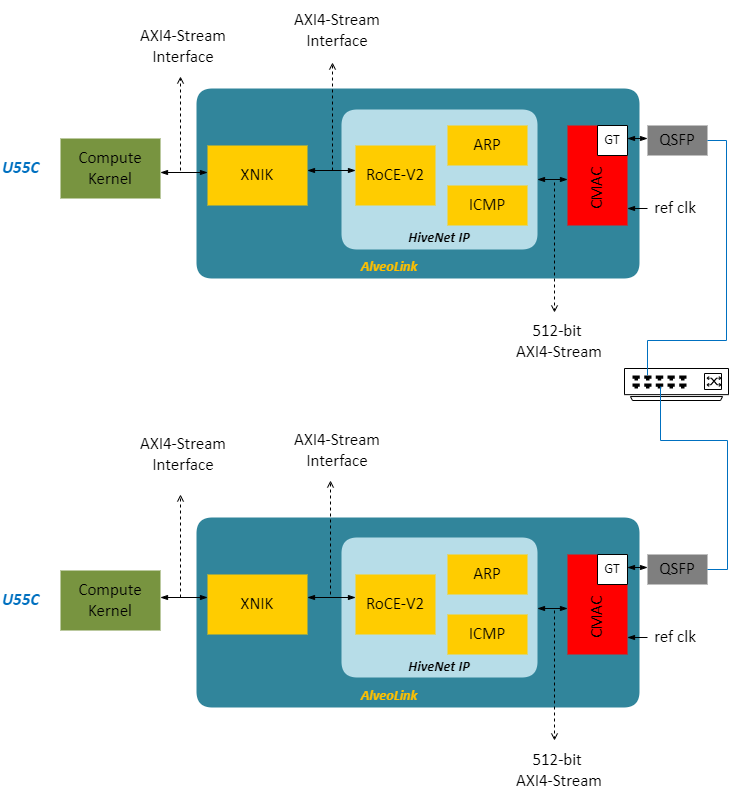 AXI4-Stream
Interface
AXI4-Stream
Interface
U55C
Compute
Kernel
XNIK
RoCE-V2
ARP
ICMP
HiveNet IP
AlveoLink
CMAC
GT
QSFP
ref clk
512-bit
AXI4-Stream
AXI4-Stream
Interface
AXI4-Stream
Interface
U55C
Compute
Kernel
XNIK
RoCE-V2
ARP
ICMP
HiveNet IP
AlveoLink
CMAC
GT
QSFP
ref clk
512-bit
AXI4-Stream